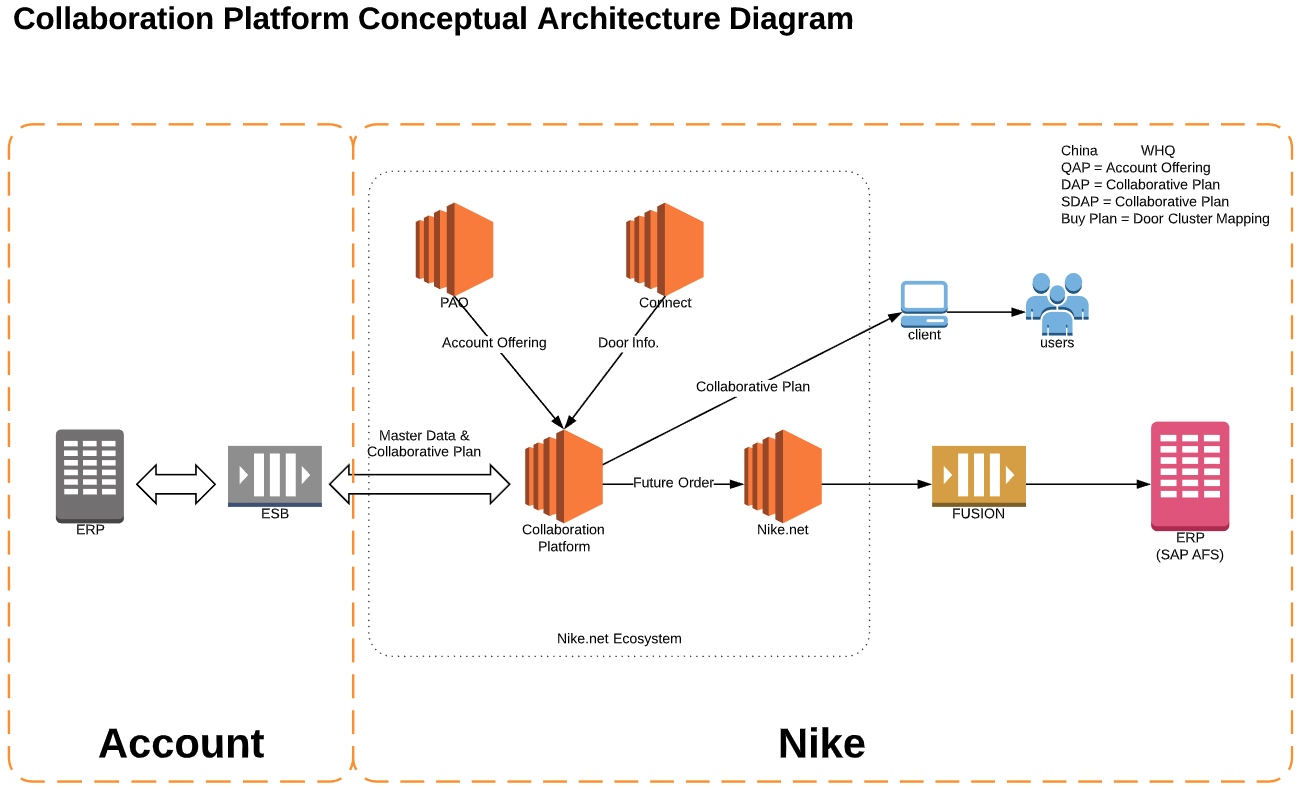 Collaboration Platform Conceptual Architecture Diagram
China WHQ
QAP = Account Offering
DAP = Collaborative Plan
SDAP = Collaborative Plan
Buy Plan = Door Cluster Mapping
PAO
Connect
Account Offering
Door Info.
client
users
Collaborative Plan
Master Data &
Collaborative Plan
Future Order
ERP
ESB
Collaboration
Platform
Nike.net
FUSION
ERP
(SAP AFS)
Nike.net Ecosystem
Account
Nike